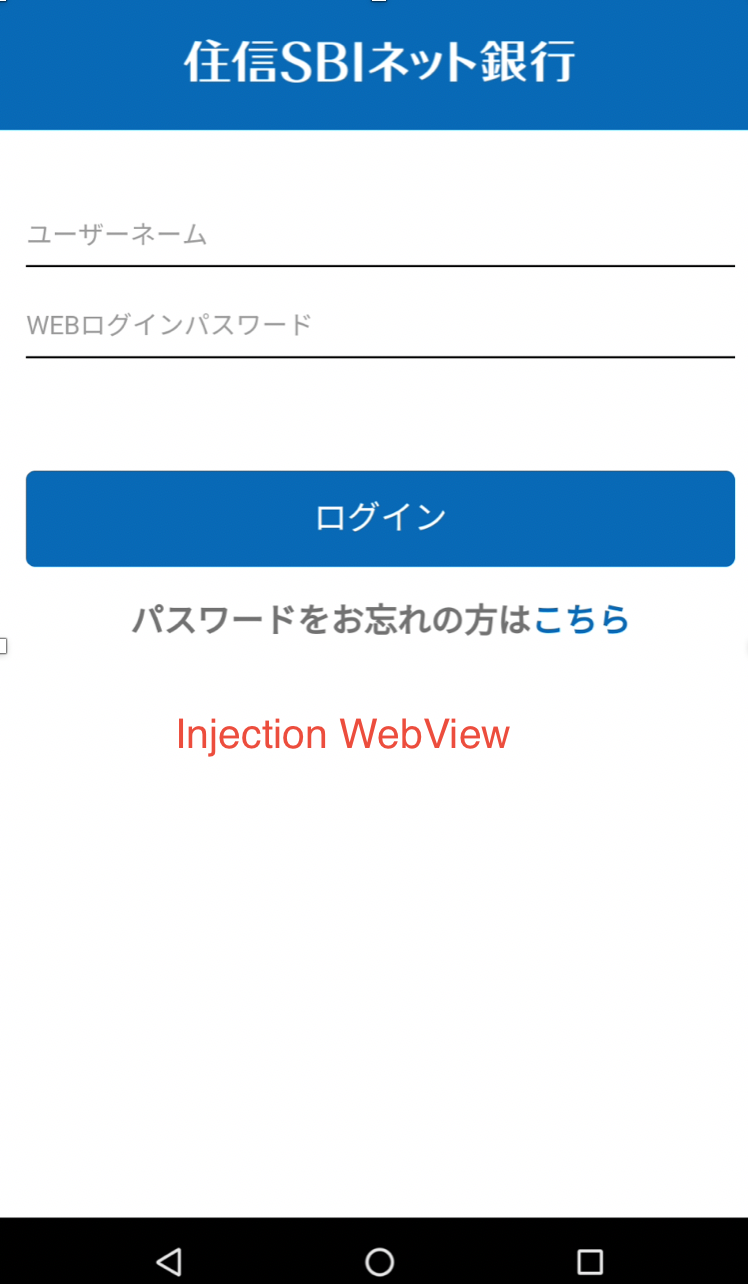 住信SBIネット銀行
ユーザーネーム
WEBログインパスワード
ログイン
パスワードをお忘れの方はこちら
Injection WebView